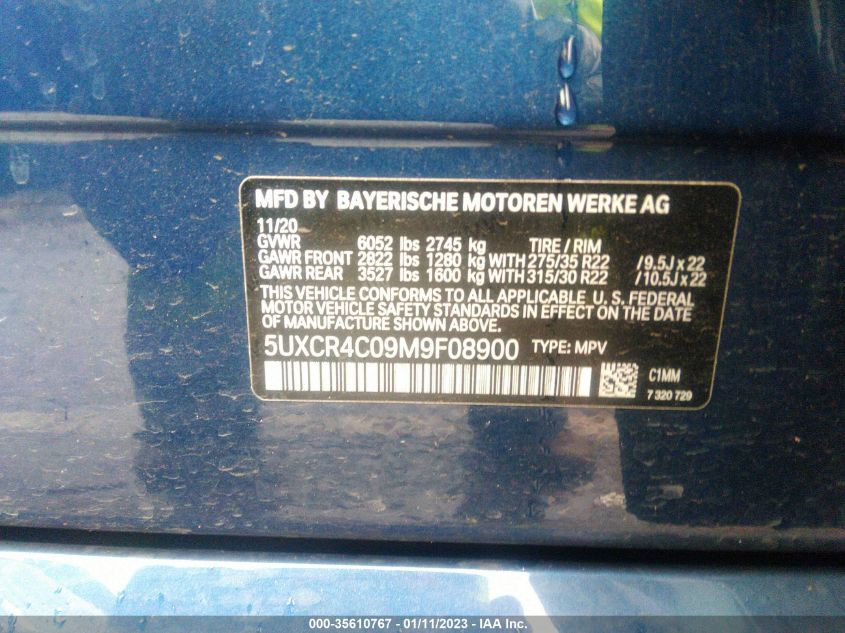 MFD BY BAYERISCHE MOTOREN WERKE AG
11/20
GVWR 6052 lbs 2745 kg TIRE / RIM
GAWR FRONT 2822 lbs 1280 kg WITH 275/35 R22 / 9.5J x 22
GAWR REAR 3527 lbs 1600 kg WITH 315/30 R22 / 10.5J x 22
THIS VEHICLE CONFORMS TO ALL APPLICABLE U. S. FEDERAL
MOTOR VEHICLE SAFETY STANDARDS IN EFFECT ON THE DATE
OF MANUFACTURE SHOWN ABOVE.
5UXCR4C09M9F08900 TYPE: MPV
C1MM
7 320 729
000-35610767 - 01/11/2023 - IAA Inc.